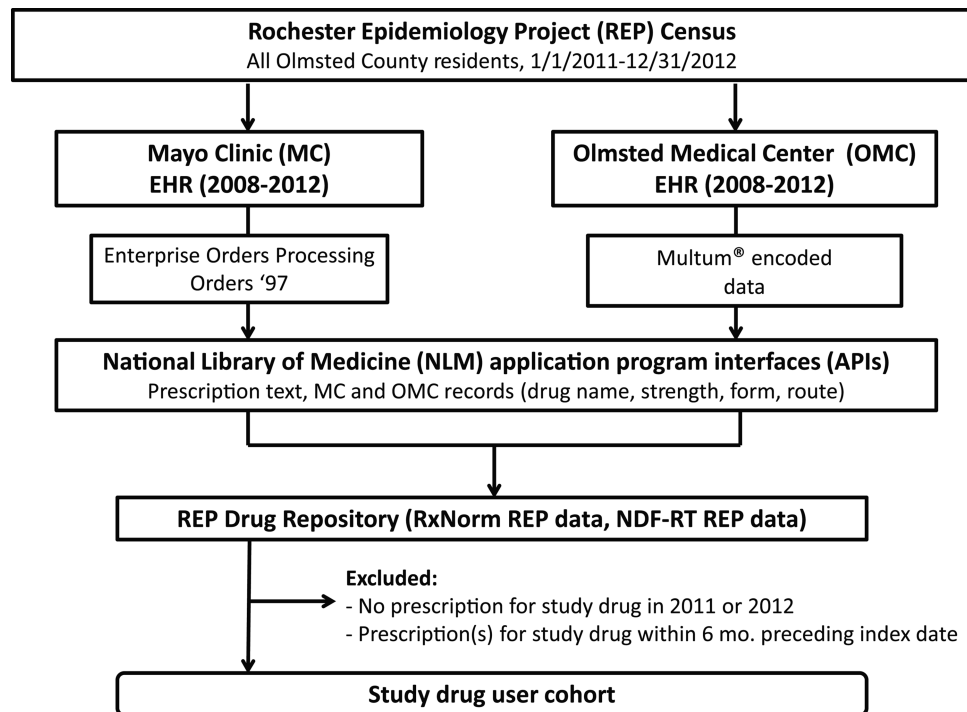 Rochester Epidemiology Project (REP) Census
All Olmsted County residents, 1/1/2011-12/31/2012
Mayo Clinic (MC)
EHR (2008-2012)
Olmsted Medical Center (OMC)
EHR (2008-2012)
Enterprise Orders Processing
Orders ‘97
Multum® encoded
data
National Library of Medicine (NLM) application program interfaces (APIs)
Prescription text, MC and OMC records (drug name, strength, form, route)
REP Drug Repository (RxNorm REP data, NDF-RT REP data)
Excluded:
- No prescription for study drug in 2011 or 2012
- Prescription(s) for study drug within 6 mo. preceding index date
Study drug user cohort